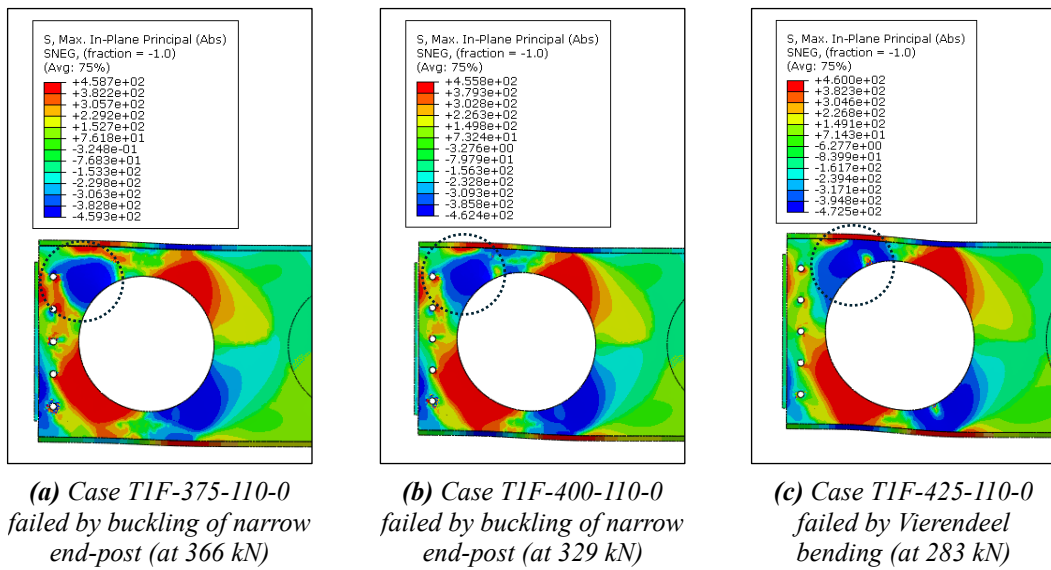 S, Max. In-Plane Principal (Abs)
SNEG, (fraction = -1.0)
(Avg: 75%)
+4.587e+02
+3.822e+02
+3.057e+02
+2.292e+02
+1.527e+02
+7.618e+01
-3.248e-01
-7.683e+01
-1.533e+02
-2.298e+02
-3.063e+02
-3.828e+02
-4.593e+02
(a) Case T1F-375-110-0
failed by buckling of narrow
end-post (at 366 kN)
S, Max. In-Plane Principal (Abs)
SNEG, (fraction = -1.0)
(Avg: 75%)
+4.558e+02
+3.793e+02
+3.028e+02
+2.263e+02
+1.498e+02
+7.324e+01
-3.276e+00
-7.979e+01
-1.563e+02
-2.328e+02
-3.093e+02
-3.858e+02
-4.624e+02
(b) Case T1F-400-110-0
failed by buckling of narrow
end-post (at 329 kN)
S, Max. In-Plane Principal (Abs)
SNEG, (fraction = -1.0)
(Avg: 75%)
+4.600e+02
+3.823e+02
+3.046e+02
+2.268e+02
+1.491e+02
+7.143e+01
-6.277e+00
-8.399e+01
-1.617e+02
-2.394e+02
-3.171e+02
-3.948e+02
-4.725e+02
(c) Case T1F-425-110-0
failed by Vierendeel
bending (at 283 kN)